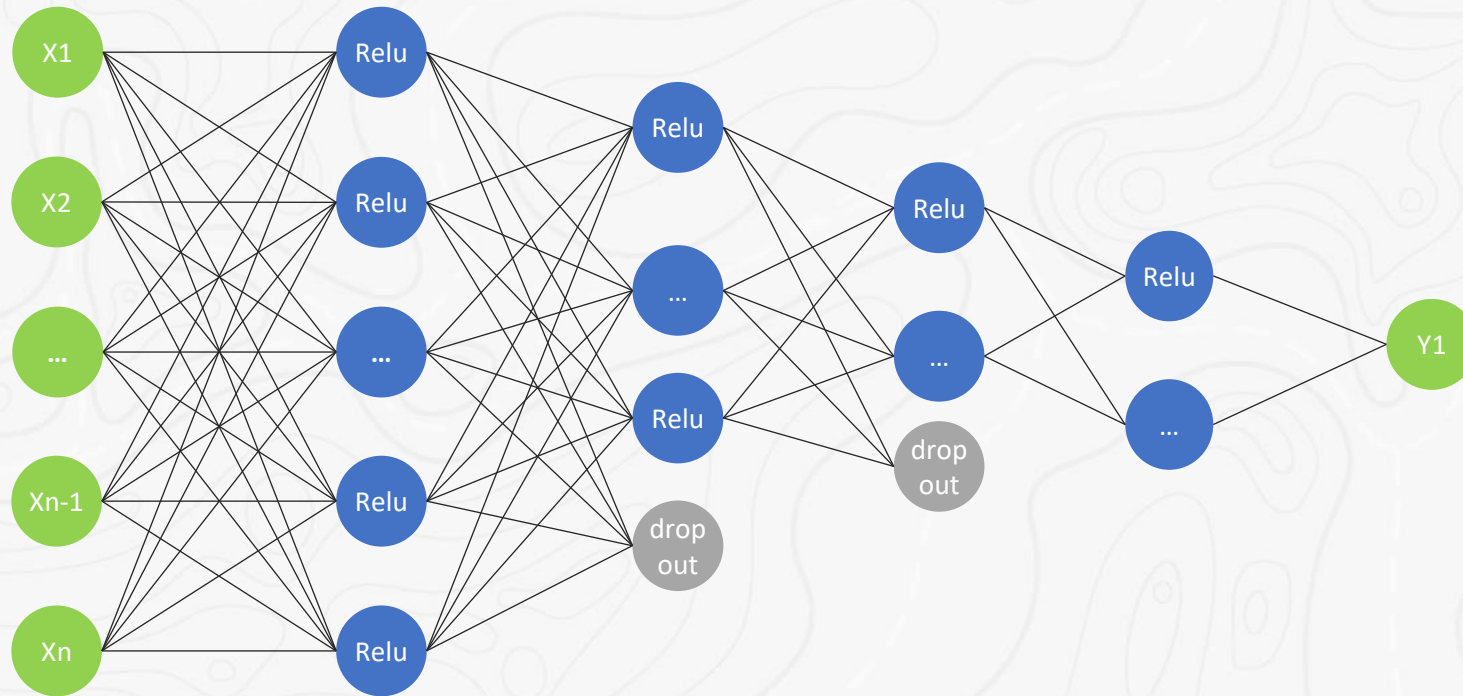 X1
X2
...
Xn-1
Xn
Relu
Relu
...
Relu
Relu
Relu
...
Relu
drop
out
Relu
...
drop
out
Relu
...
Y1